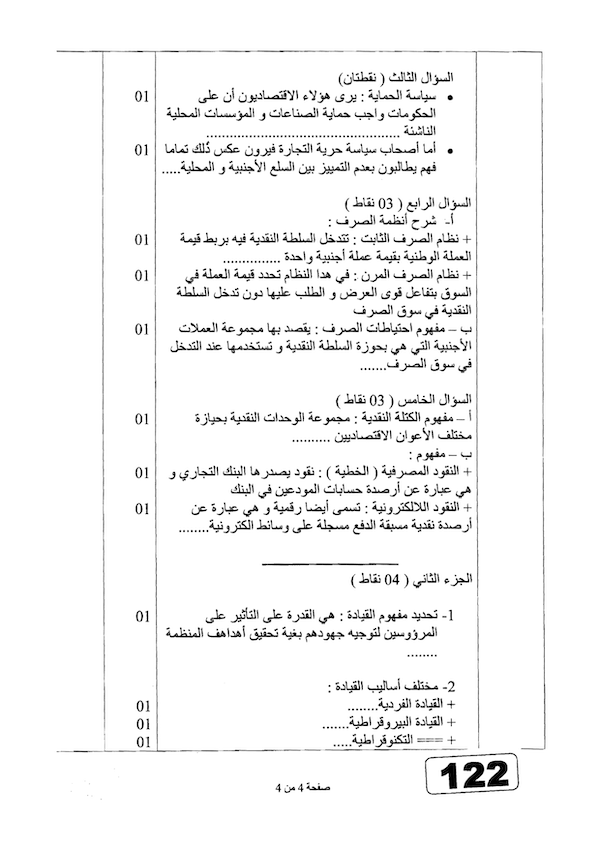 السؤال الثالث ( نقطتان)
• سياسة الحماية : يرى هؤلاء الاقتصاديون أن على 01
الحكومات واجب حماية الصناعات و المؤسسات المحلية
الناشئة ..........................................
• أما أصحاب سياسة حرية التجارة فيرون عكس ذلك تماما 01
فهم يطالبون بعدم التمييز بين السلع الأجنبية و المحلية.....
السؤال الرابع ( 03 نقاط )
أ- شرح أنظمة الصرف :
+ نظام الصرف الثابت : تتدخل السلطة النقدية فيه بربط قيمة 01
العملة الوطنية بقيمة عملة أجنبية واحدة ...............
+ نظام الصرف المرن : في هدا النظام تحدد قيمة العملة في 01
السوق بتفاعل قوى العرض و الطلب عليها دون تدخل السلطة
النقدية في سوق الصرف
ب – مفهوم احتياطات الصرف : يقصد بها مجموعة العملات 01
الأجنبية التي هي بحوزة السلطة النقدية و تستخدمها عند التدخل
في سوق الصرف.......
السؤال الخامس ( 03 نقاط )
أ – مفهوم الكتلة النقدية : مجموعة الوحدات النقدية بحيازة 01
مختلف الأعوان الاقتصاديين ..........
ب – مفهوم :
+ النقود المصرفية ( الخطية ) : نقود يصدرها البنك التجاري و 01
هي عبارة عن أرصدة حسابات المودعين في البنك
+ النقود اللالكترونية : تسمى أيضا رقمية و هي عبارة عن 01
أرصدة نقدية مسبقة الدفع مسجلة على وسائط الكترونية........
الجزء الثاني ( 04 نقاط )
1- تحديد مفهوم القيادة : هي القدرة على التأثير على 01
المرؤوسين لتوجيه جهودهم بغية تحقيق أهداهف المنظمة
........
2- مختلف أساليب القيادة :
+ القيادة الفردية........ 01
+ القيادة البيروقراطية....... 01
+ === التكنوقراطية..... 01
122
صفحة 4 من 4